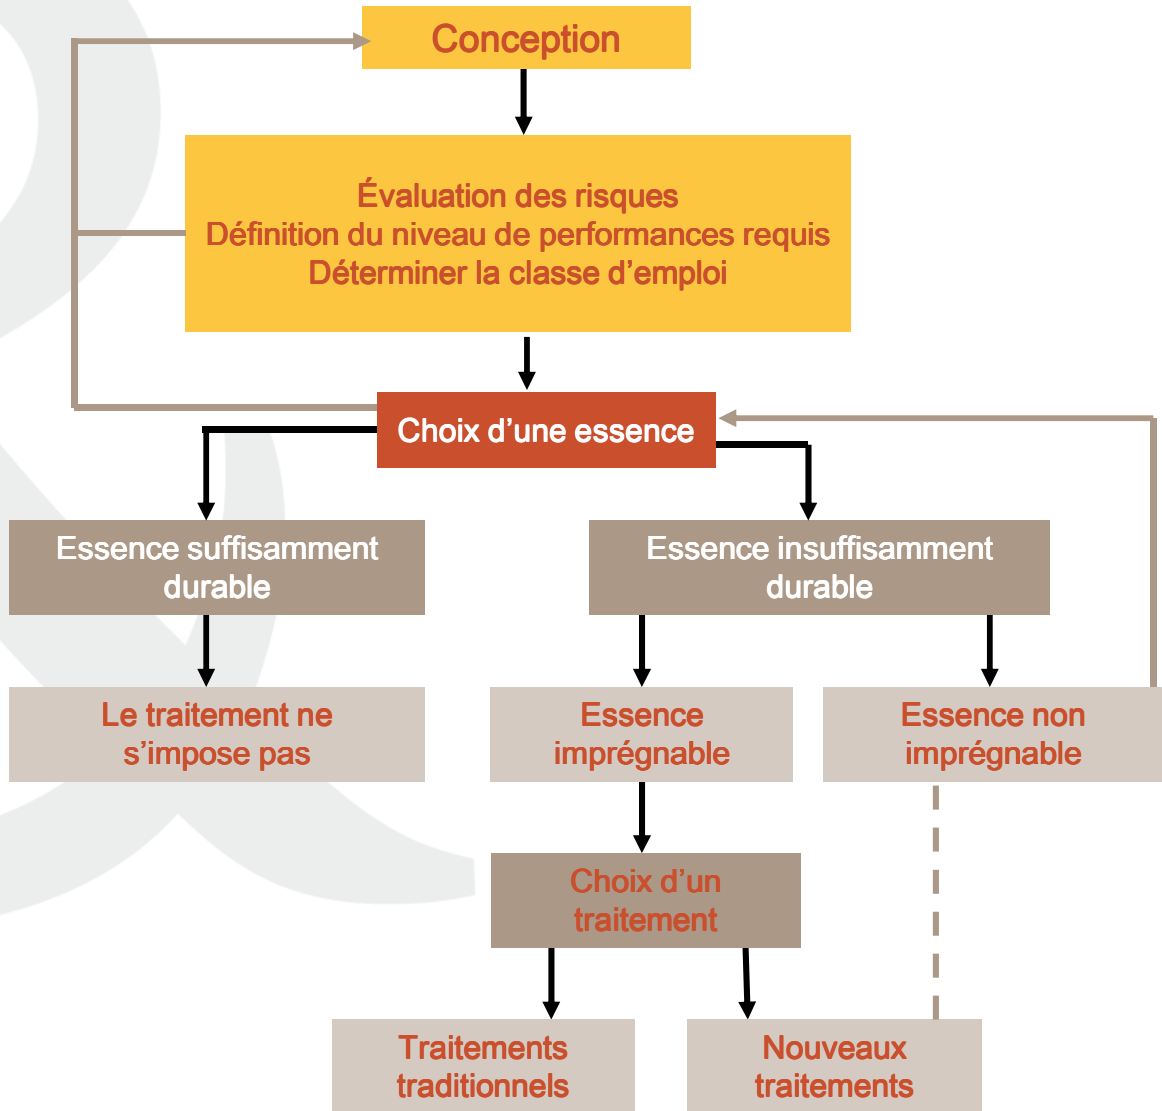 Conception
Évaluation des risques
Définition du niveau de performances requis
Déterminer la classe d’emploi
Choix d’une essence
Essence suffisamment
durable
Essence insuffisamment
durable
Le traitement ne
s’impose pas
Essence
imprégnable
Essence non
imprégnable
Choix d’un
traitement
Traitements
traditionnels
Nouveaux
traitements